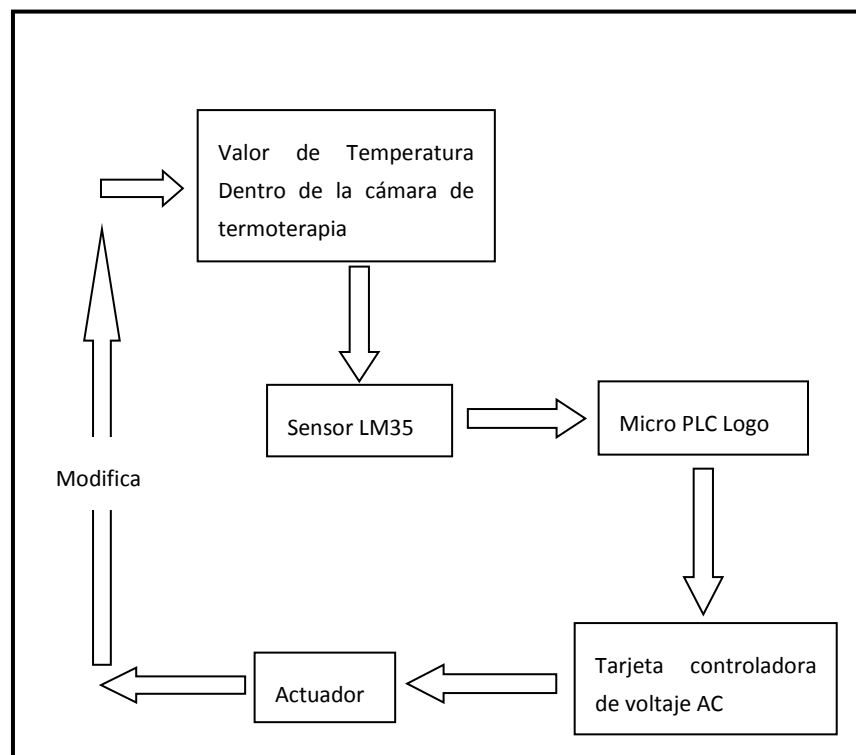 Valor de Temperatura
Dentro de la cámara de
termoterapia
Sensor LM35
Micro PLC Logo
Modifica
Tarjeta controladora
de voltaje AC
Actuador